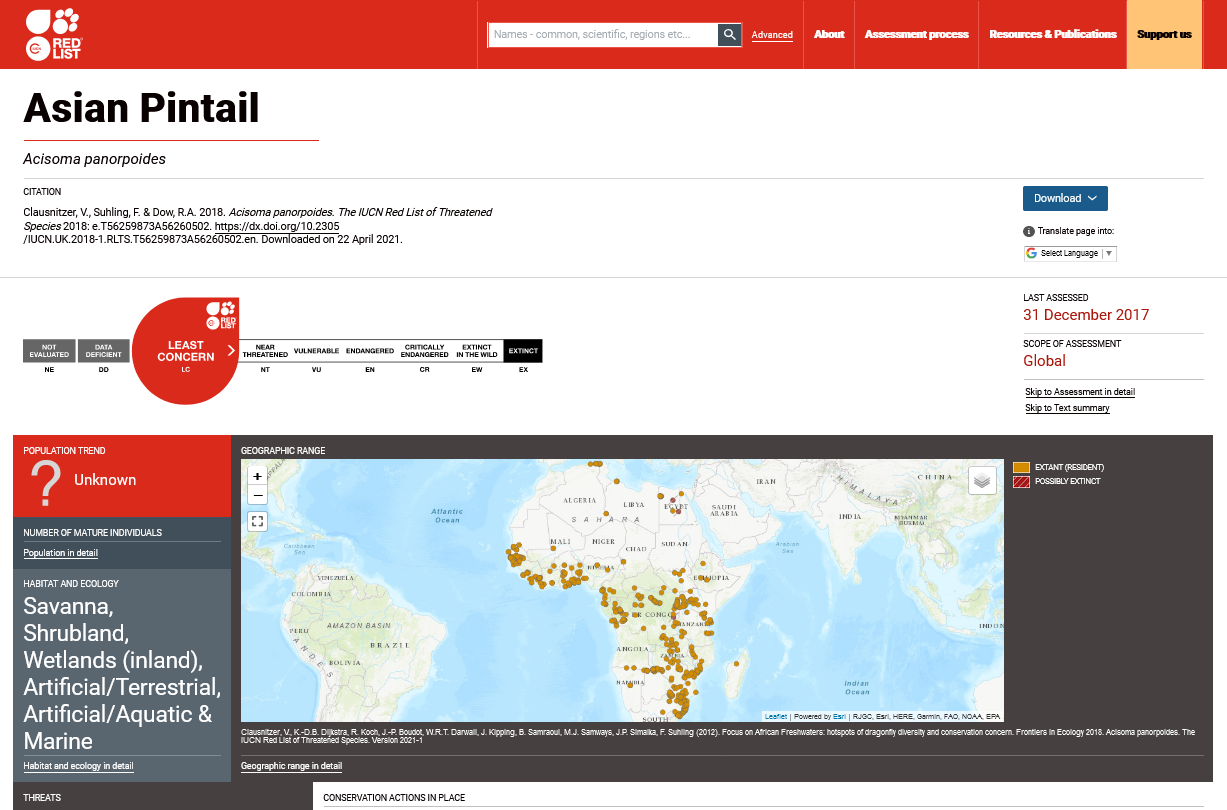 RED
LIST
Names - common, scientific, regions etc...
Advanced
About
Assessment process
Resources & Publications
Support us
Asian Pintail
Acisoma panorpoides
CITATION
Clausnitzer, V., Suhling, F. & Dow, R.A. 2018. Acisoma panorpoides. The IUCN Red List of Threatened
Species 2018: e.T56259873A56260502. https://dx.doi.org/10.2305
/IUCN.UK.2018-1.RLTS.T56259873A56260502.en. Downloaded on 22 April 2021.
Download
Translate page into:
Select Language
RED
LIST
NOT
EVALUATED
NE
DATA
DEFICIENT
DD
LEAST
CONCERN
LC
NEAR
THREATENED
NT
VULNERABLE
VU
ENDANGERED
EN
CRITICALLY
ENDANGERED
CR
EXTINCT
IN THE WILD
EW
EXTINCT
EX
LAST ASSESSED
31 December 2017
SCOPE OF ASSESSMENT
Global
Skip to Assessment in detail
Skip to Text summary
POPULATION TREND
?
Unknown
NUMBER OF MATURE INDIVIDUALS
Population in detail
HABITAT AND ECOLOGY
Savanna,
Shrubland,
Wetlands (inland),
Artificial/Terrestrial,
Artificial/Aquatic &
Marine
Habitat and ecology in detail
GEOGRAPHIC RANGE
+
−
Atlantic
Ocean
Caribbean
Sea
VENEZUELA
COLOMBIA
PERU
AMAZON BASIN
BRAZIL
BOLIVIA
ANDES
ALGERIA
LIBYA
EGYPT
SAHARA
MALI
NIGER
CHAD
SUDAN
SAUDI
ARABIA
IRAN
HIMALAYA
CHINA
INDIA
MYANMAR
BURMA
Arabian
Sea
ETHIOPIA
DR CONGO
TANZANIA
ANGOLA
ZAMBIA
NAMIBIA
SOUTH
Indian
Ocean
INDON
Leaflet | Powered by Esri | RJGC, Esri, HERE, Garmin, FAO, NOAA, EPA
EXTANT (RESIDENT)
POSSIBLY EXTINCT
Clausnitzer, V., K.-D.B. Dijkstra, R. Koch, J.-P. Boudot, W.R.T. Darwall, J. Kipping, B. Samraoui, M.J. Samways, J.P. Simaika, F. Suhling (2012). Focus on African Freshwaters: hotspots of dragonfly diversity and conservation concern. Frontiers in Ecology 2018. Acisoma panorpoides. The
IUCN Red List of Threatened Species. Version 2021-1
Geographic range in detail
THREATS
CONSERVATION ACTIONS IN PLACE